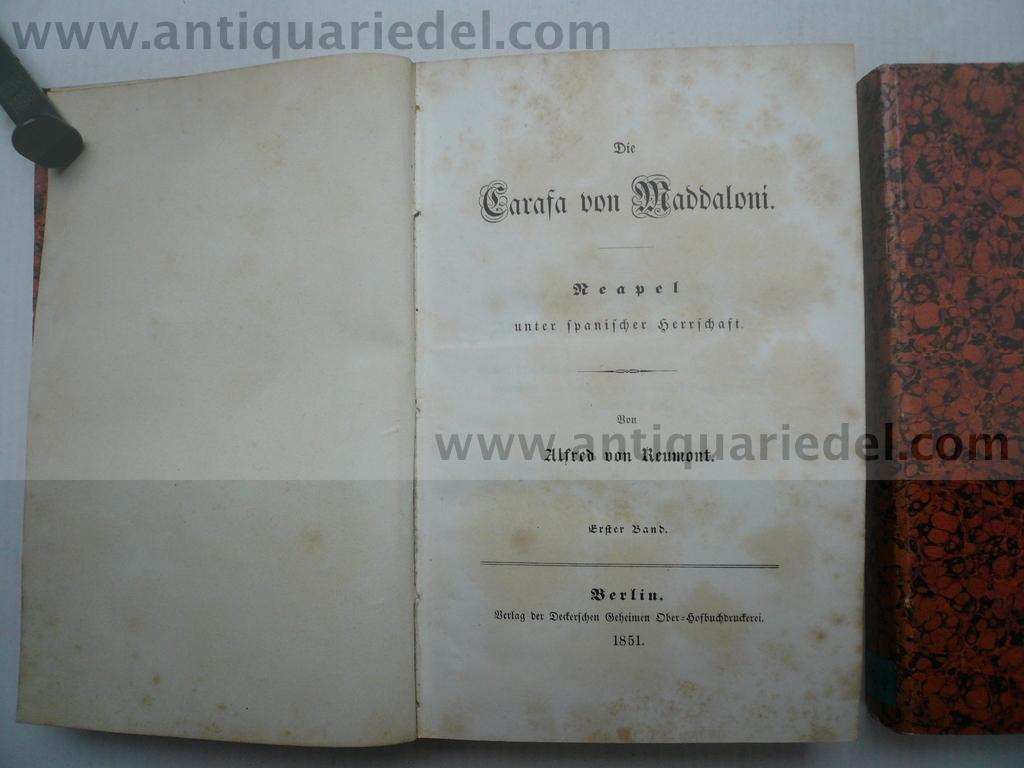 www.antiquariedel.com
Die
Carafa von Maddaloni.
Neapel
unter spanischer Herrschaft.
Von
www.antiquariedel.com
Alfred von Reumont.
Erster Band.
Berlin.
Verlag der Deckerschen Geheimen Ober-Hofbuchdruckerei.
1851.